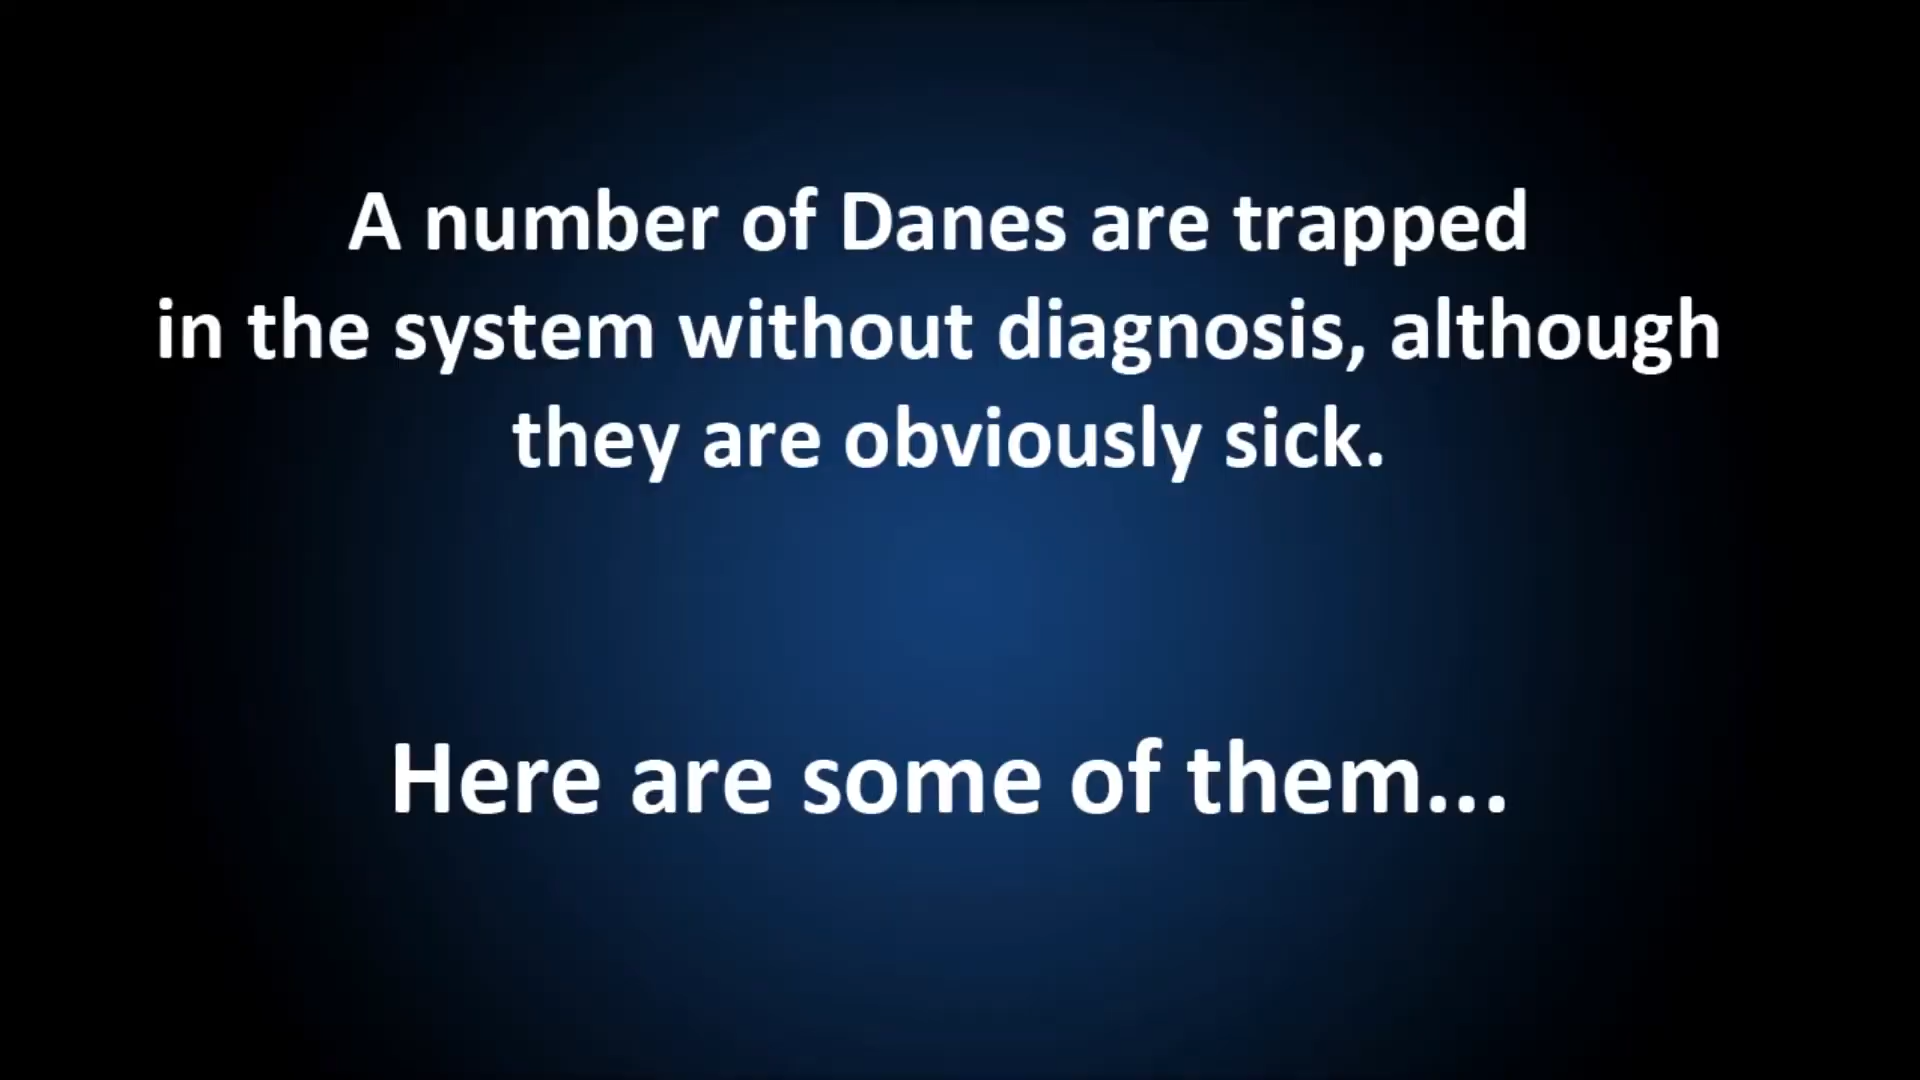 A number of Danes are trapped
in the system without diagnosis, although
they are obviously sick.
Here are some of them...